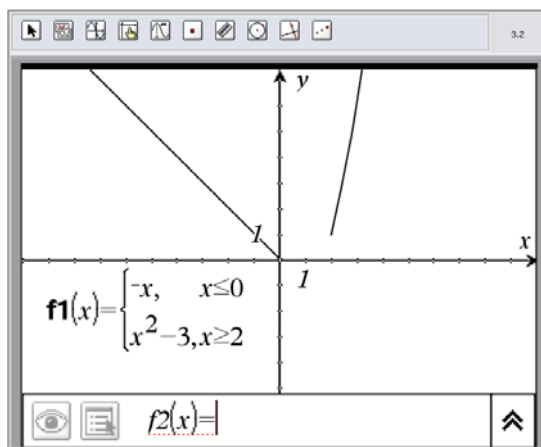 3.2
y
1
x
1
f1(x)={-x, x≤0
x²-3,x≥2
f2(x)=